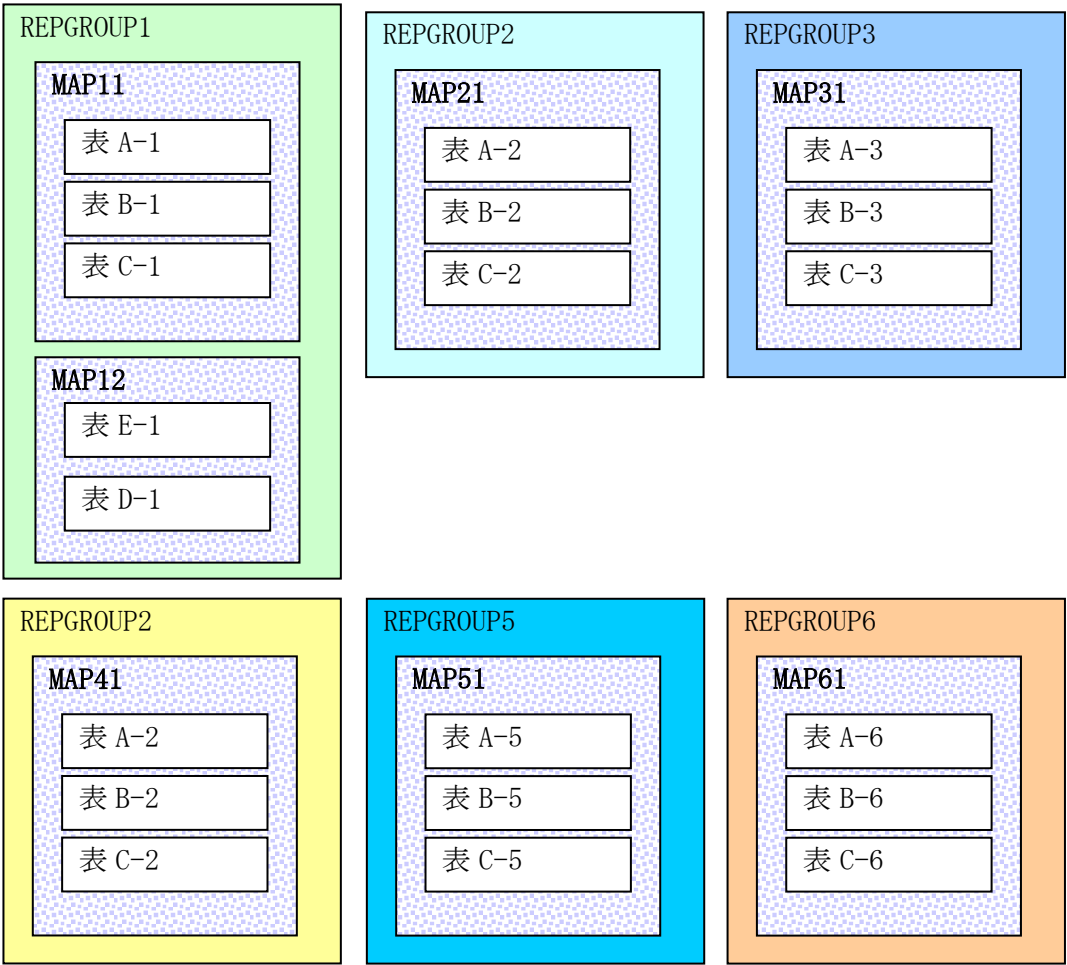 REPGROUP1
MAP11
表 A-1
表 B-1
表 C-1
MAP12
表 E-1
表 D-1
REPGROUP2
MAP21
表 A-2
表 B-2
表 C-2
REPGROUP3
MAP31
表 A-3
表 B-3
表 C-3
REPGROUP2
MAP41
表 A-2
表 B-2
表 C-2
REPGROUP5
MAP51
表 A-5
表 B-5
表 C-5
REPGROUP6
MAP61
表 A-6
表 B-6
表 C-6